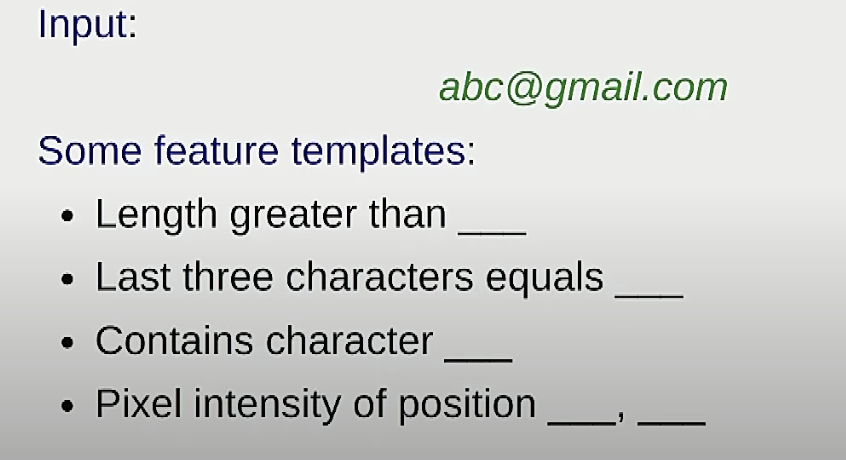 Input:
abc@gmail.com
Some feature templates:
• Length greater than ___
• Last three characters equals ___
• Contains character ___
• Pixel intensity of position ___, ___